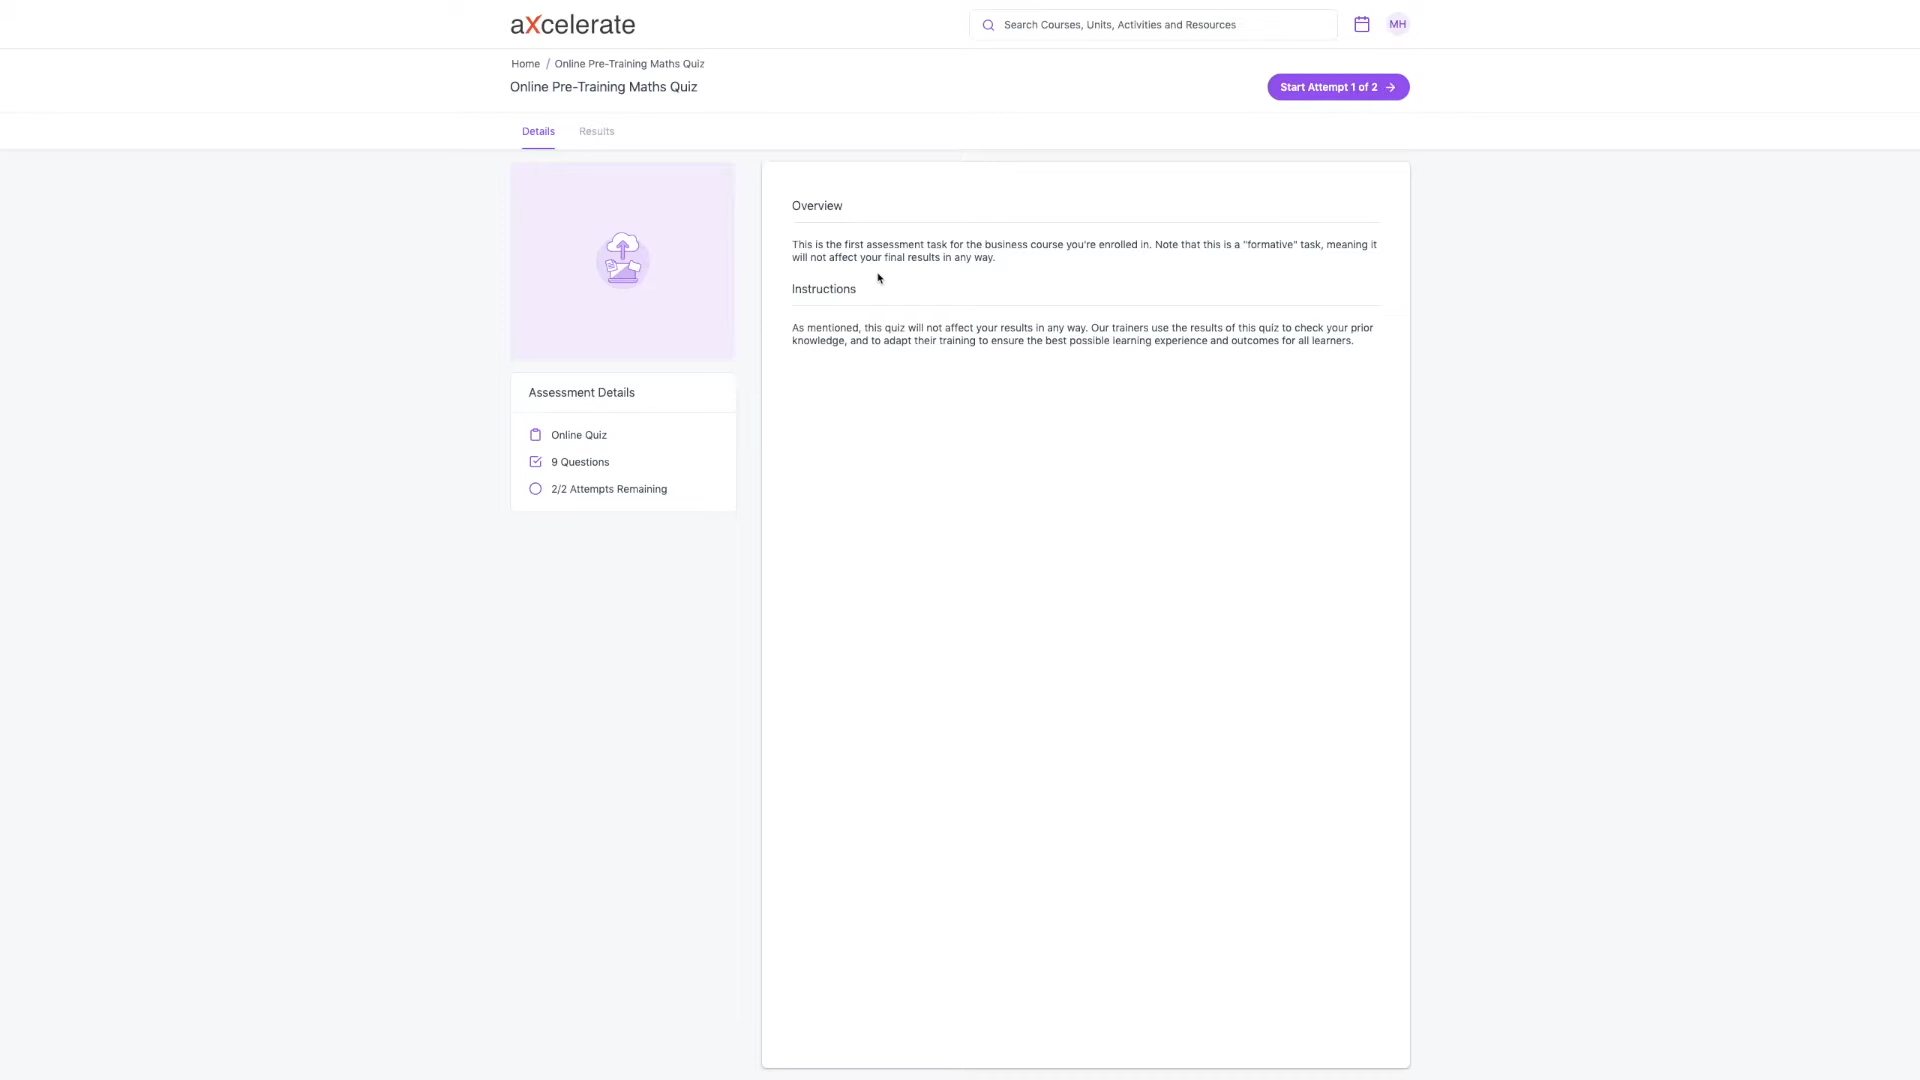 aXcelerate
Search Courses, Units, Activities and Resources
MH
Home / Online Pre-Training Maths Quiz
Online Pre-Training Maths Quiz
Start Attempt 1 of 2
Details
Results
Overview
This is the first assessment task for the business course you're enrolled in. Note that this is a "formative" task, meaning it
will not affect your final results in any way.
Instructions
As mentioned, this quiz will not affect your results in any way. Our trainers use the results of this quiz to check your prior
knowledge, and to adapt their training to ensure the best possible learning experience and outcomes for all learners.
Assessment Details
Online Quiz
9 Questions
2/2 Attempts Remaining